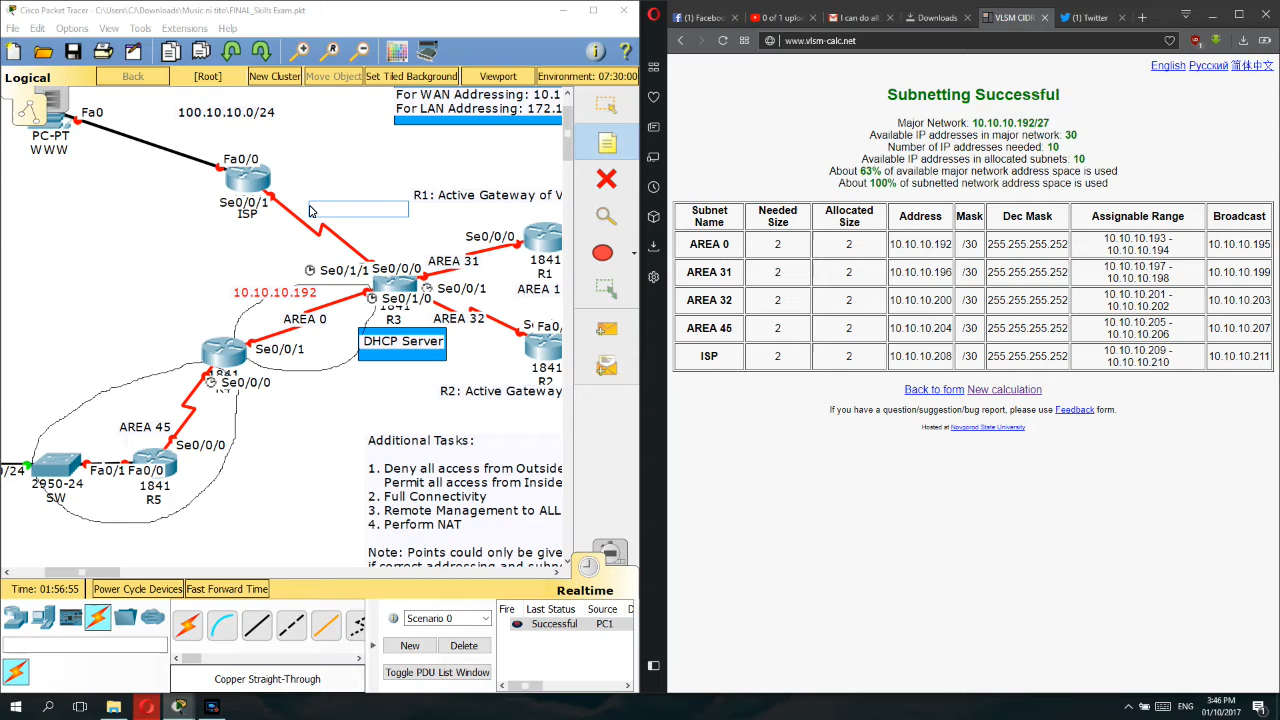 Cisco Packet Tracer - C:\Users\C\Downloads\Music ni tito\FINAL_Skills Exam.pkt
File Edit Options View Tools Extensions Help
Logical Back [Root] New Cluster Move Object Set Tiled Background Viewport Environment: 07:30:00
For WAN Addressing: 10.1
For LAN Addressing: 172.1
100.10.10.0/24
Fa0
PC-PT
WWW
Fa0/0
Se0/0/1
ISP
R1: Active Gateway of V
Se0/0/0
1841
R1
AREA 31
Se0/1/1
Se0/0/0
AREA 1
Se0/0/1
Se0/1/0
1841
R3
10.10.10.192
AREA 0
AREA 32
Fa0/
1841
R2
DHCP Server
Se0/0/1
1841
Se0/0/0
R2: Active Gateway
AREA 45
Se0/0/0
0/24
Fa0/1
Fa0/0
2950-24
SW
1841
R5
Additional Tasks:
1. Deny all access from Outside
Permit all access from Inside
2. Full Connectivity
3. Remote Management to ALL
4. Perform NAT
Note: Points could only be give
if correct addressing and subn
Time: 01:56:55 Power Cycle Devices Fast Forward Time Realtime
Scenario 0
New Delete
Toggle PDU List Window
Fire Last Status Source D
Successful PC1
Copper Straight-Through
(1) Facebook 0 of 1 uplo I can do all Downloads VLSM CIDR (1) Twitter
www.vlsm-calc.net
English Русский 简体中文
Subnetting Successful
Major Network: 10.10.10.192/27
Available IP addresses in major network: 30
Number of IP addresses needed: 10
Available IP addresses in allocated subnets: 10
About 63% of available major network address space is used
About 100% of subnetted network address space is used
Subnet Name Needed Size Allocated Size Address Mask Dec Mask Assignable Range Broadcast
AREA 0 2 2 10.10.10.192 /30 255.255.255.252 10.10.10.193 - 10.10.10.194 10.10.10.195
AREA 31 2 2 10.10.10.196 /30 255.255.255.252 10.10.10.197 - 10.10.10.198 10.10.10.199
AREA 32 2 2 10.10.10.200 /30 255.255.255.252 10.10.10.201 - 10.10.10.202 10.10.10.203
AREA 45 2 2 10.10.10.204 /30 255.255.255.252 10.10.10.205 - 10.10.10.206 10.10.10.207
ISP 2 2 10.10.10.208 /30 255.255.255.252 10.10.10.209 - 10.10.10.210 10.10.10.211
Back to form New calculation
If you have a question/suggestion/bug report, please use Feedback form.
Hosted at Novgorod State University
ENG 3:46 PM
01/10/2017